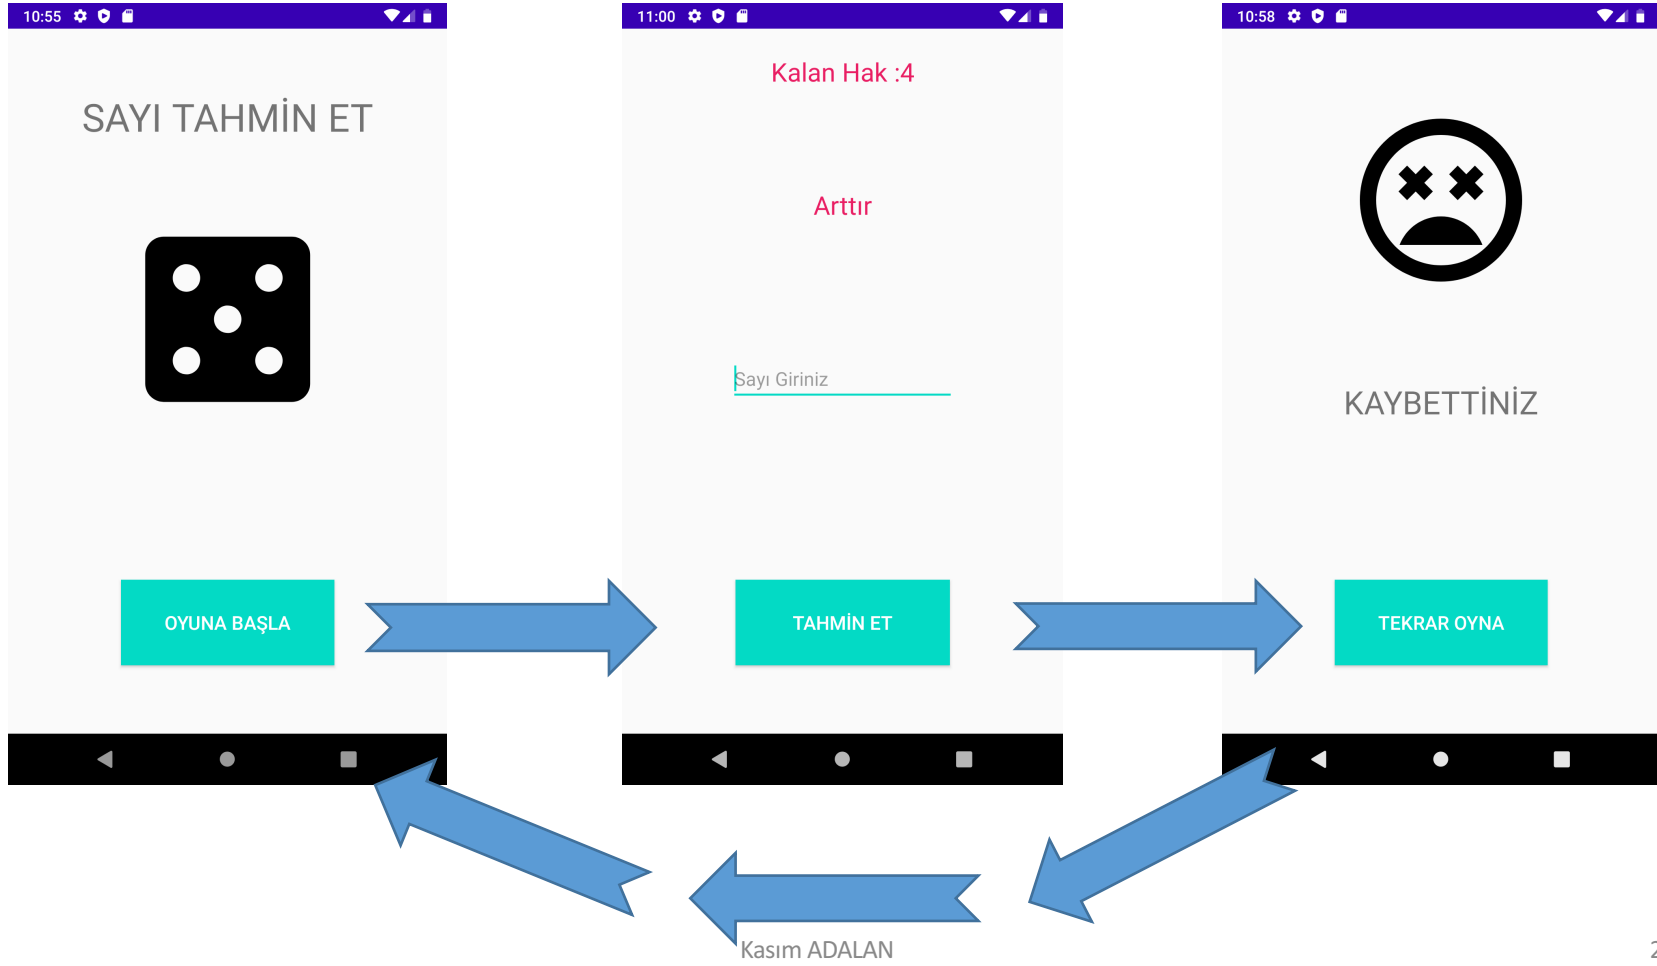 10:55
SAYI TAHMİN ET
OYUNA BAŞLA
11:00
Kalan Hak :4
Arttır
Sayı Giriniz
TAHMİN ET
10:58
KAYBETTİNİZ
TEKRAR OYNA
Kasım ADALAN
2